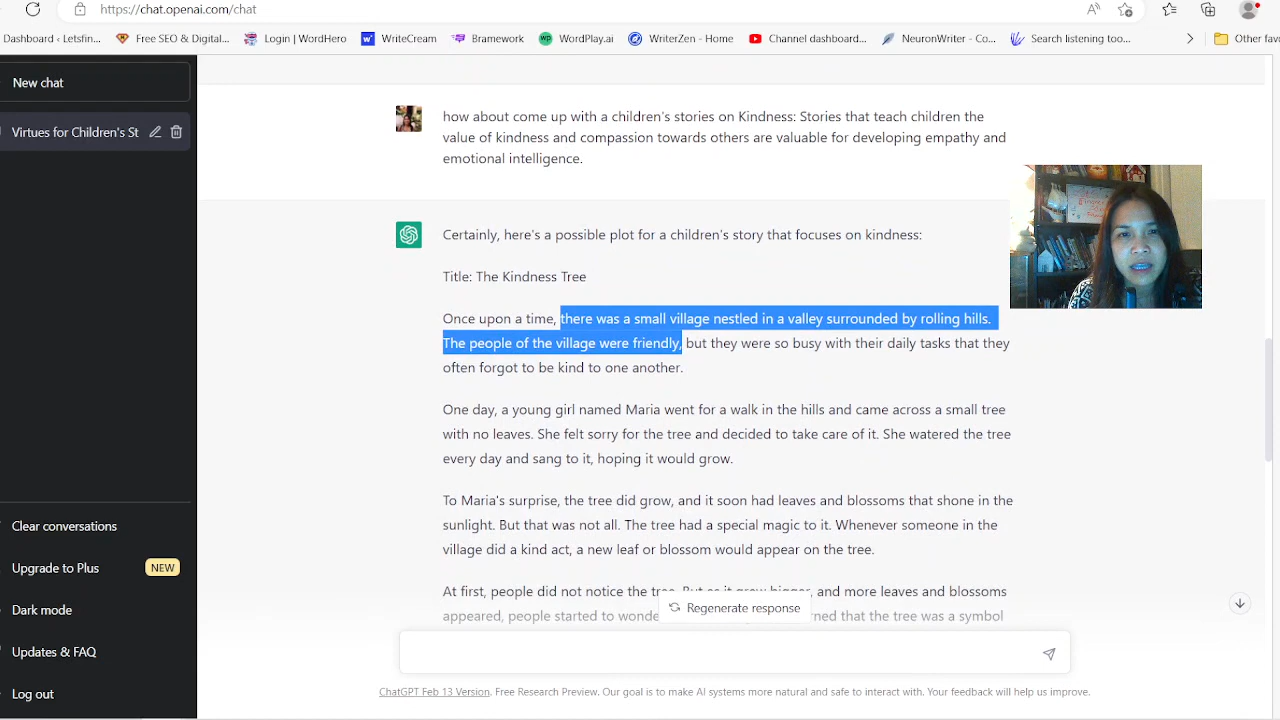 https://chat.openai.com/chat
Dashboard ‹ Letsfin...
Free SEO & Digital...
Login | WordHero
WriteCream
Bramework
WordPlay.ai
WriterZen - Home
Channel dashboard...
NeuronWriter - Co...
Search listening too...
Other fav
New chat
Virtues for Children's St
how about come up with a children's stories on Kindness: Stories that teach children the
value of kindness and compassion towards others are valuable for developing empathy and
emotional intelligence.
Certainly, here's a possible plot for a children's story that focuses on kindness:
Title: The Kindness Tree
Once upon a time, there was a small village nestled in a valley surrounded by rolling hills.
The people of the village were friendly, but they were so busy with their daily tasks that they
often forgot to be kind to one another.
One day, a young girl named Maria went for a walk in the hills and came across a small tree
with no leaves. She felt sorry for the tree and decided to take care of it. She watered the tree
every day and sang to it, hoping it would grow.
To Maria's surprise, the tree did grow, and it soon had leaves and blossoms that shone in the
sunlight. But that was not all. The tree had a special magic to it. Whenever someone in the
village did a kind act, a new leaf or blossom would appear on the tree.
At first, people did not notice the tree. But as it grew bigger, and more leaves and blossoms
appeared, people started to wonde
rned that the tree was a symbol
Regenerate response
Clear conversations
Upgrade to Plus
NEW
Dark mode
Updates & FAQ
Log out
ChatGPT Feb 13 Version. Free Research Preview. Our goal is to make AI systems more natural and safe to interact with. Your feedback will help us improve.